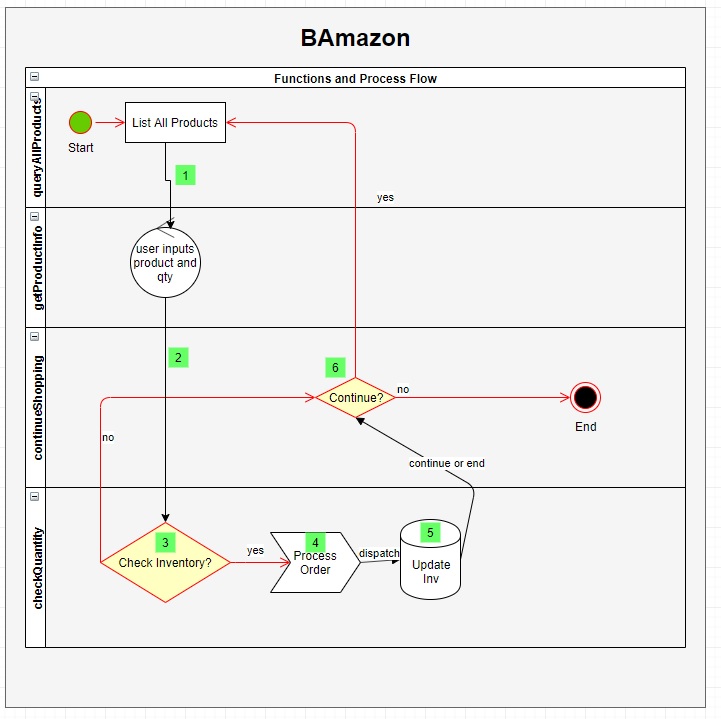 BAmazon
Functions and Process Flow
queryAllProducts
List All Products
Start
1
yes
getProductInfo
user inputs
product and
qty
continueShopping
2
6
Continue?
no
End
no
continue or end
checkQuantity
3
Check Inventory?
yes
4
Process
Order
dispatch
5
Update
Inv